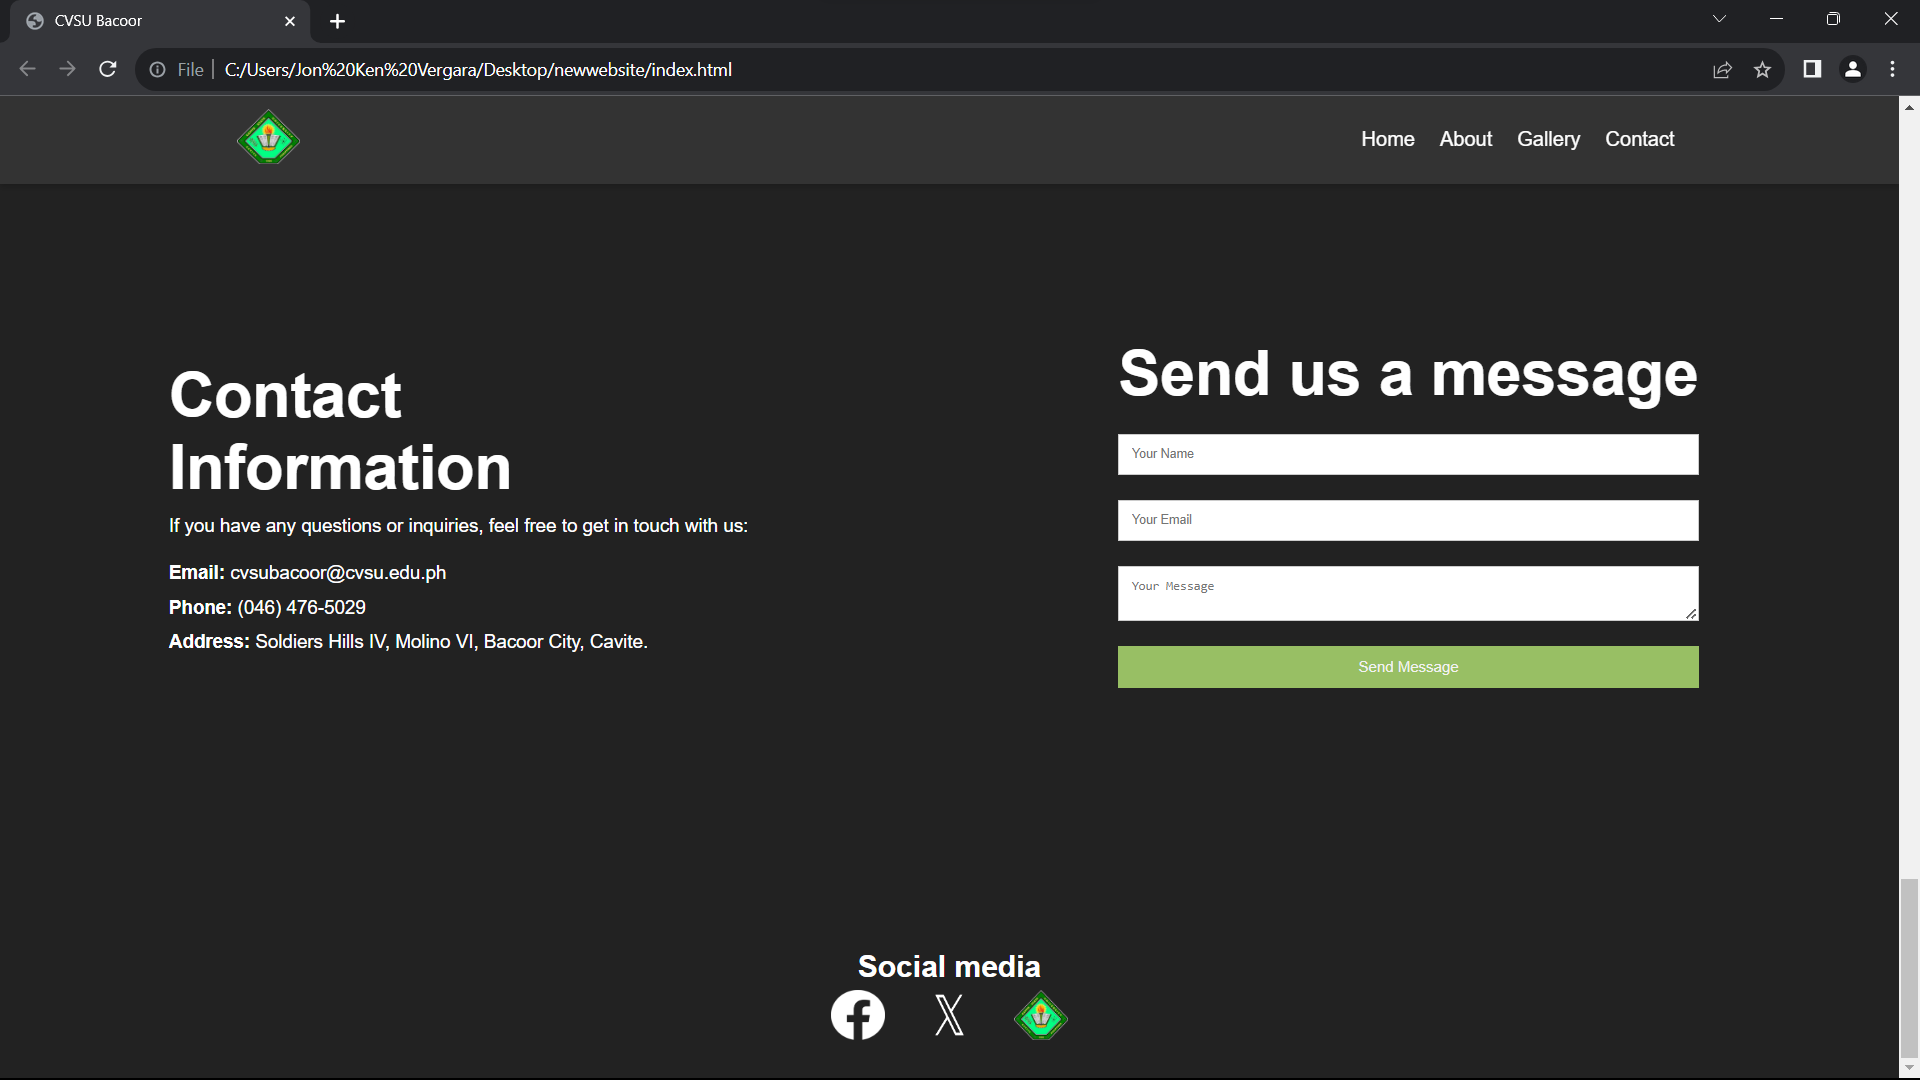 CVSU Bacoor
File
C:/Users/Jon%20Ken%20Vergara/Desktop/newwebsite/index.html
Home About Gallery Contact
Contact
Information
If you have any questions or inquiries, feel free to get in touch with us:
Email: cvsubacoor@cvsu.edu.ph
Phone: (046) 476-5029
Address: Soldiers Hills IV, Molino VI, Bacoor City, Cavite.
Send us a message
Your Name
Your Email
Your Message
Send Message
Social media